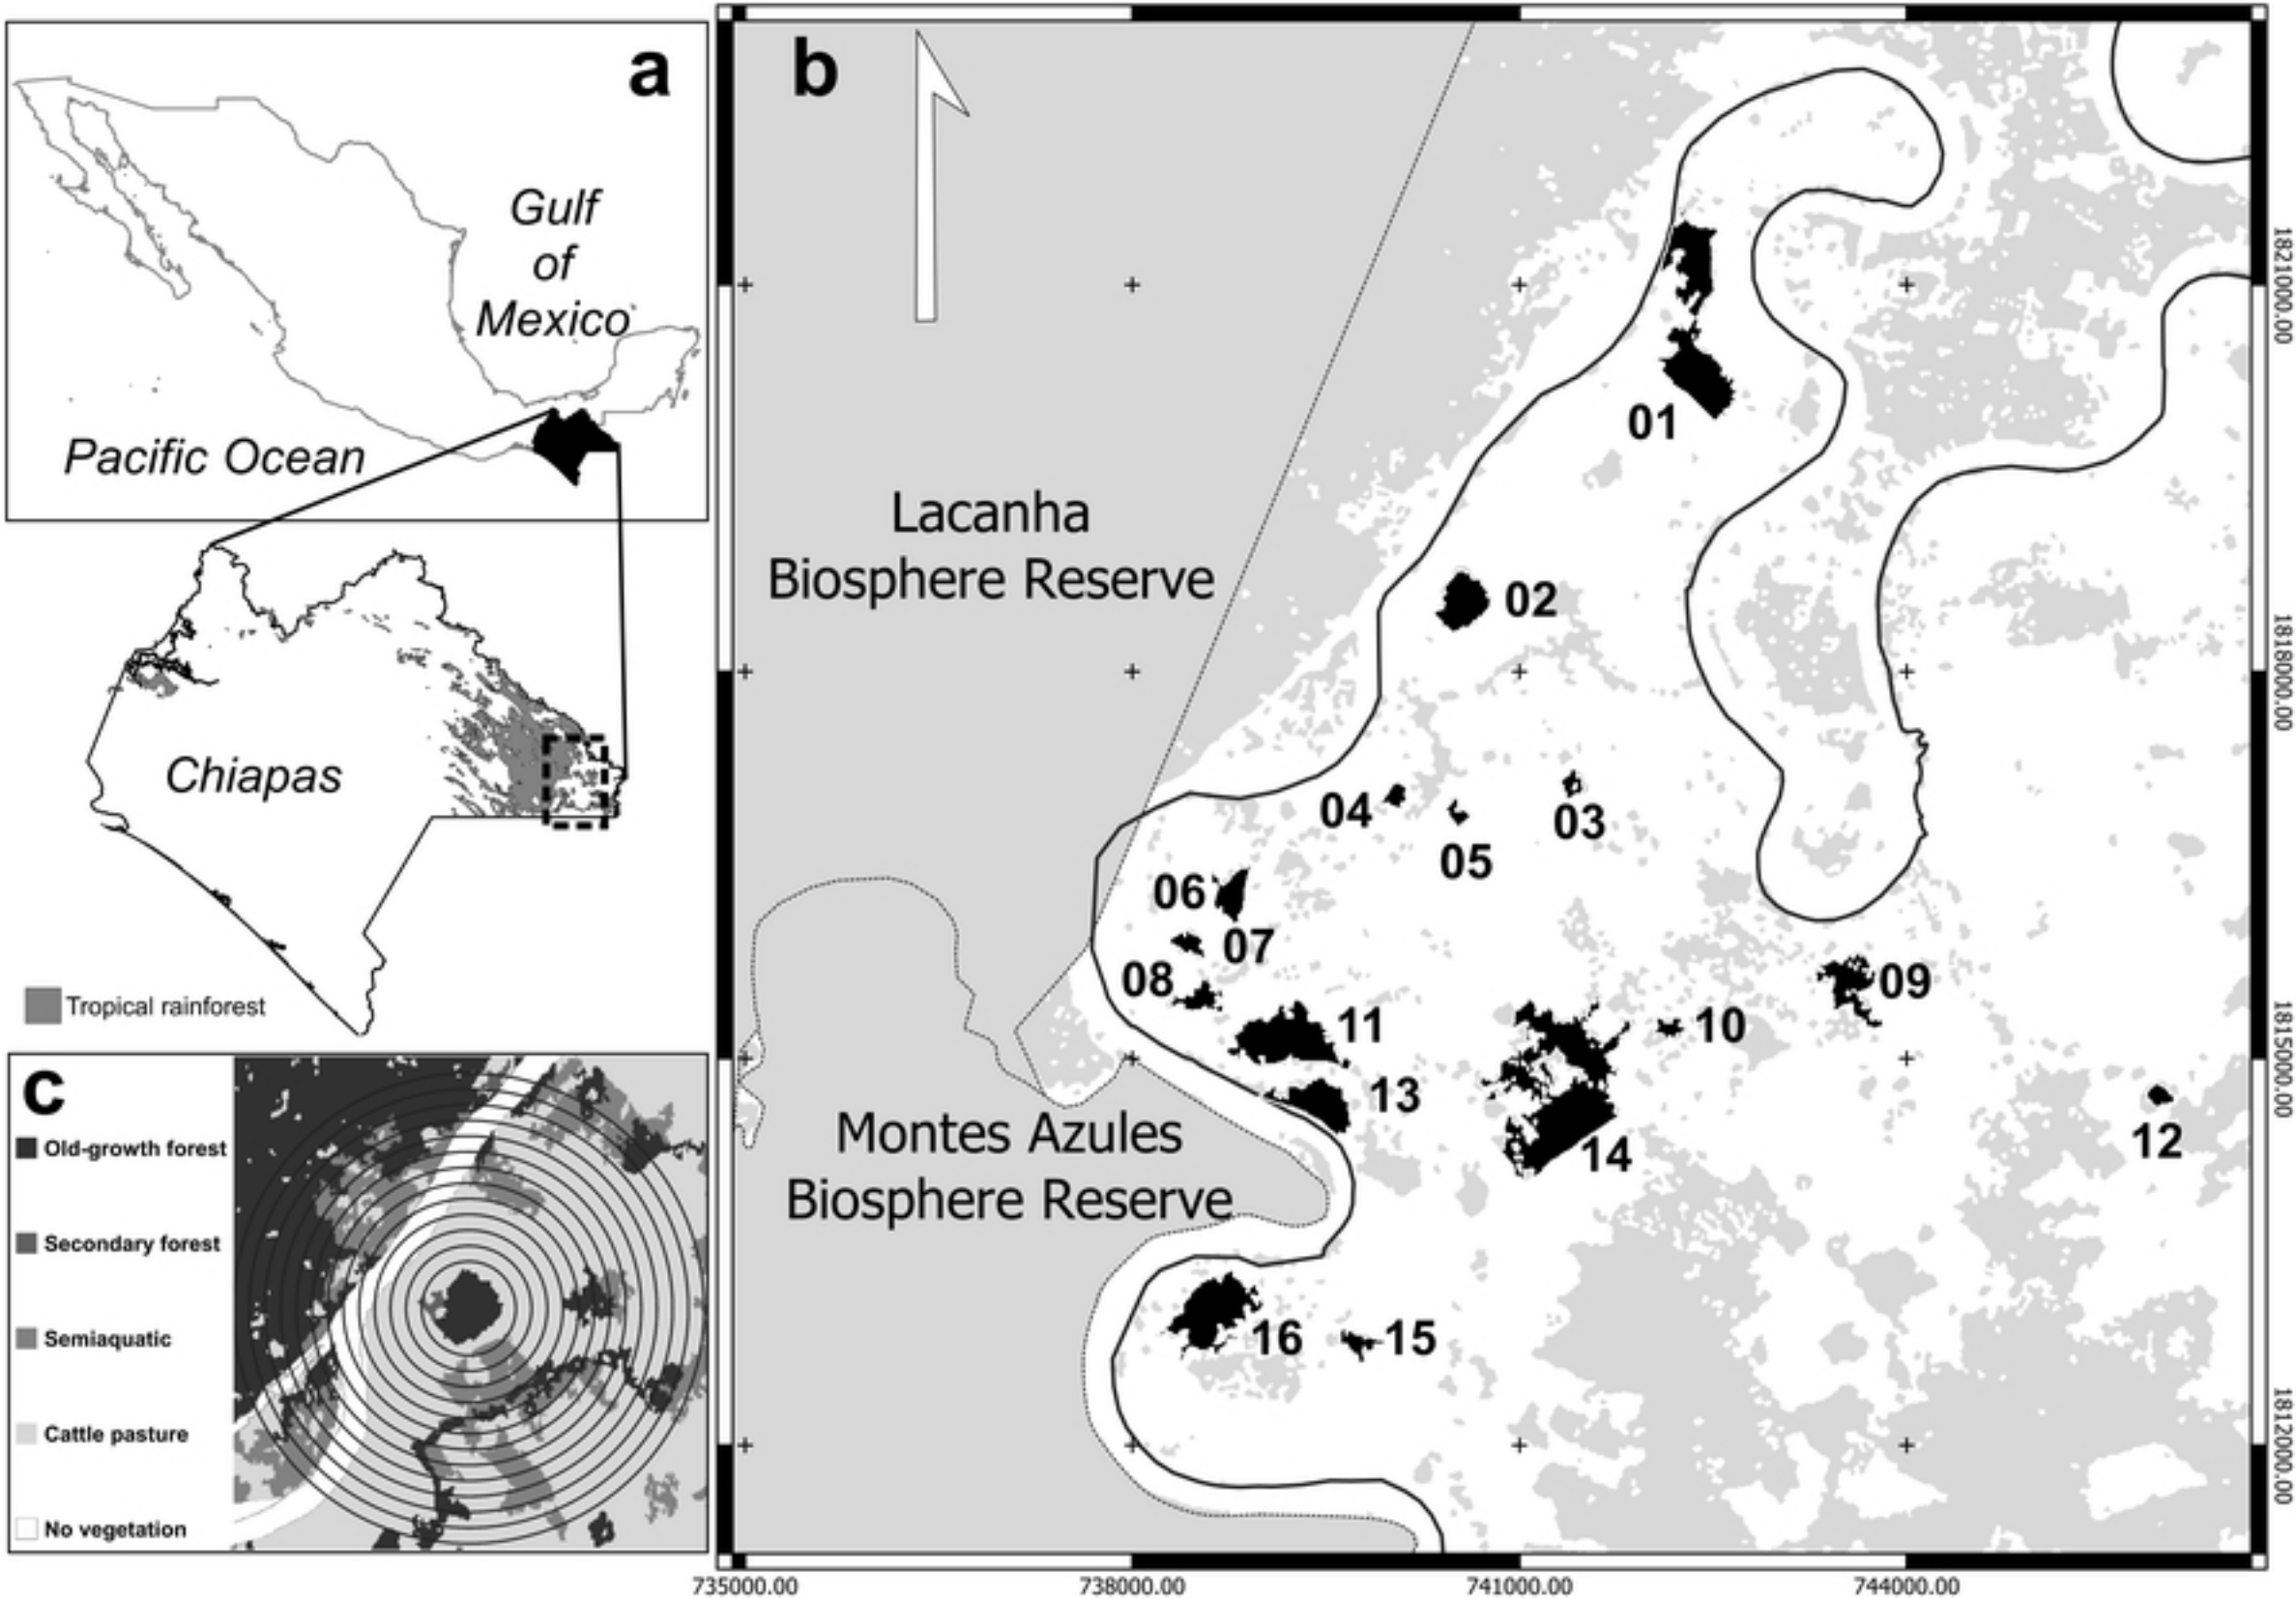 a
Gulf
of
Mexico
Pacific Ocean
Chiapas
Tropical rainforest
c
Old-growth forest
Secondary forest
Semiaquatic
Cattle pasture
No vegetation
b
Lacanha
Biosphere Reserve
Montes Azules
Biosphere Reserve
01
02
03
04
05
06
07
08
09
10
11
12
13
14
15
16
1821000.00
1818000.00
1815000.00
1812000.00
735000.00
738000.00
741000.00
744000.00